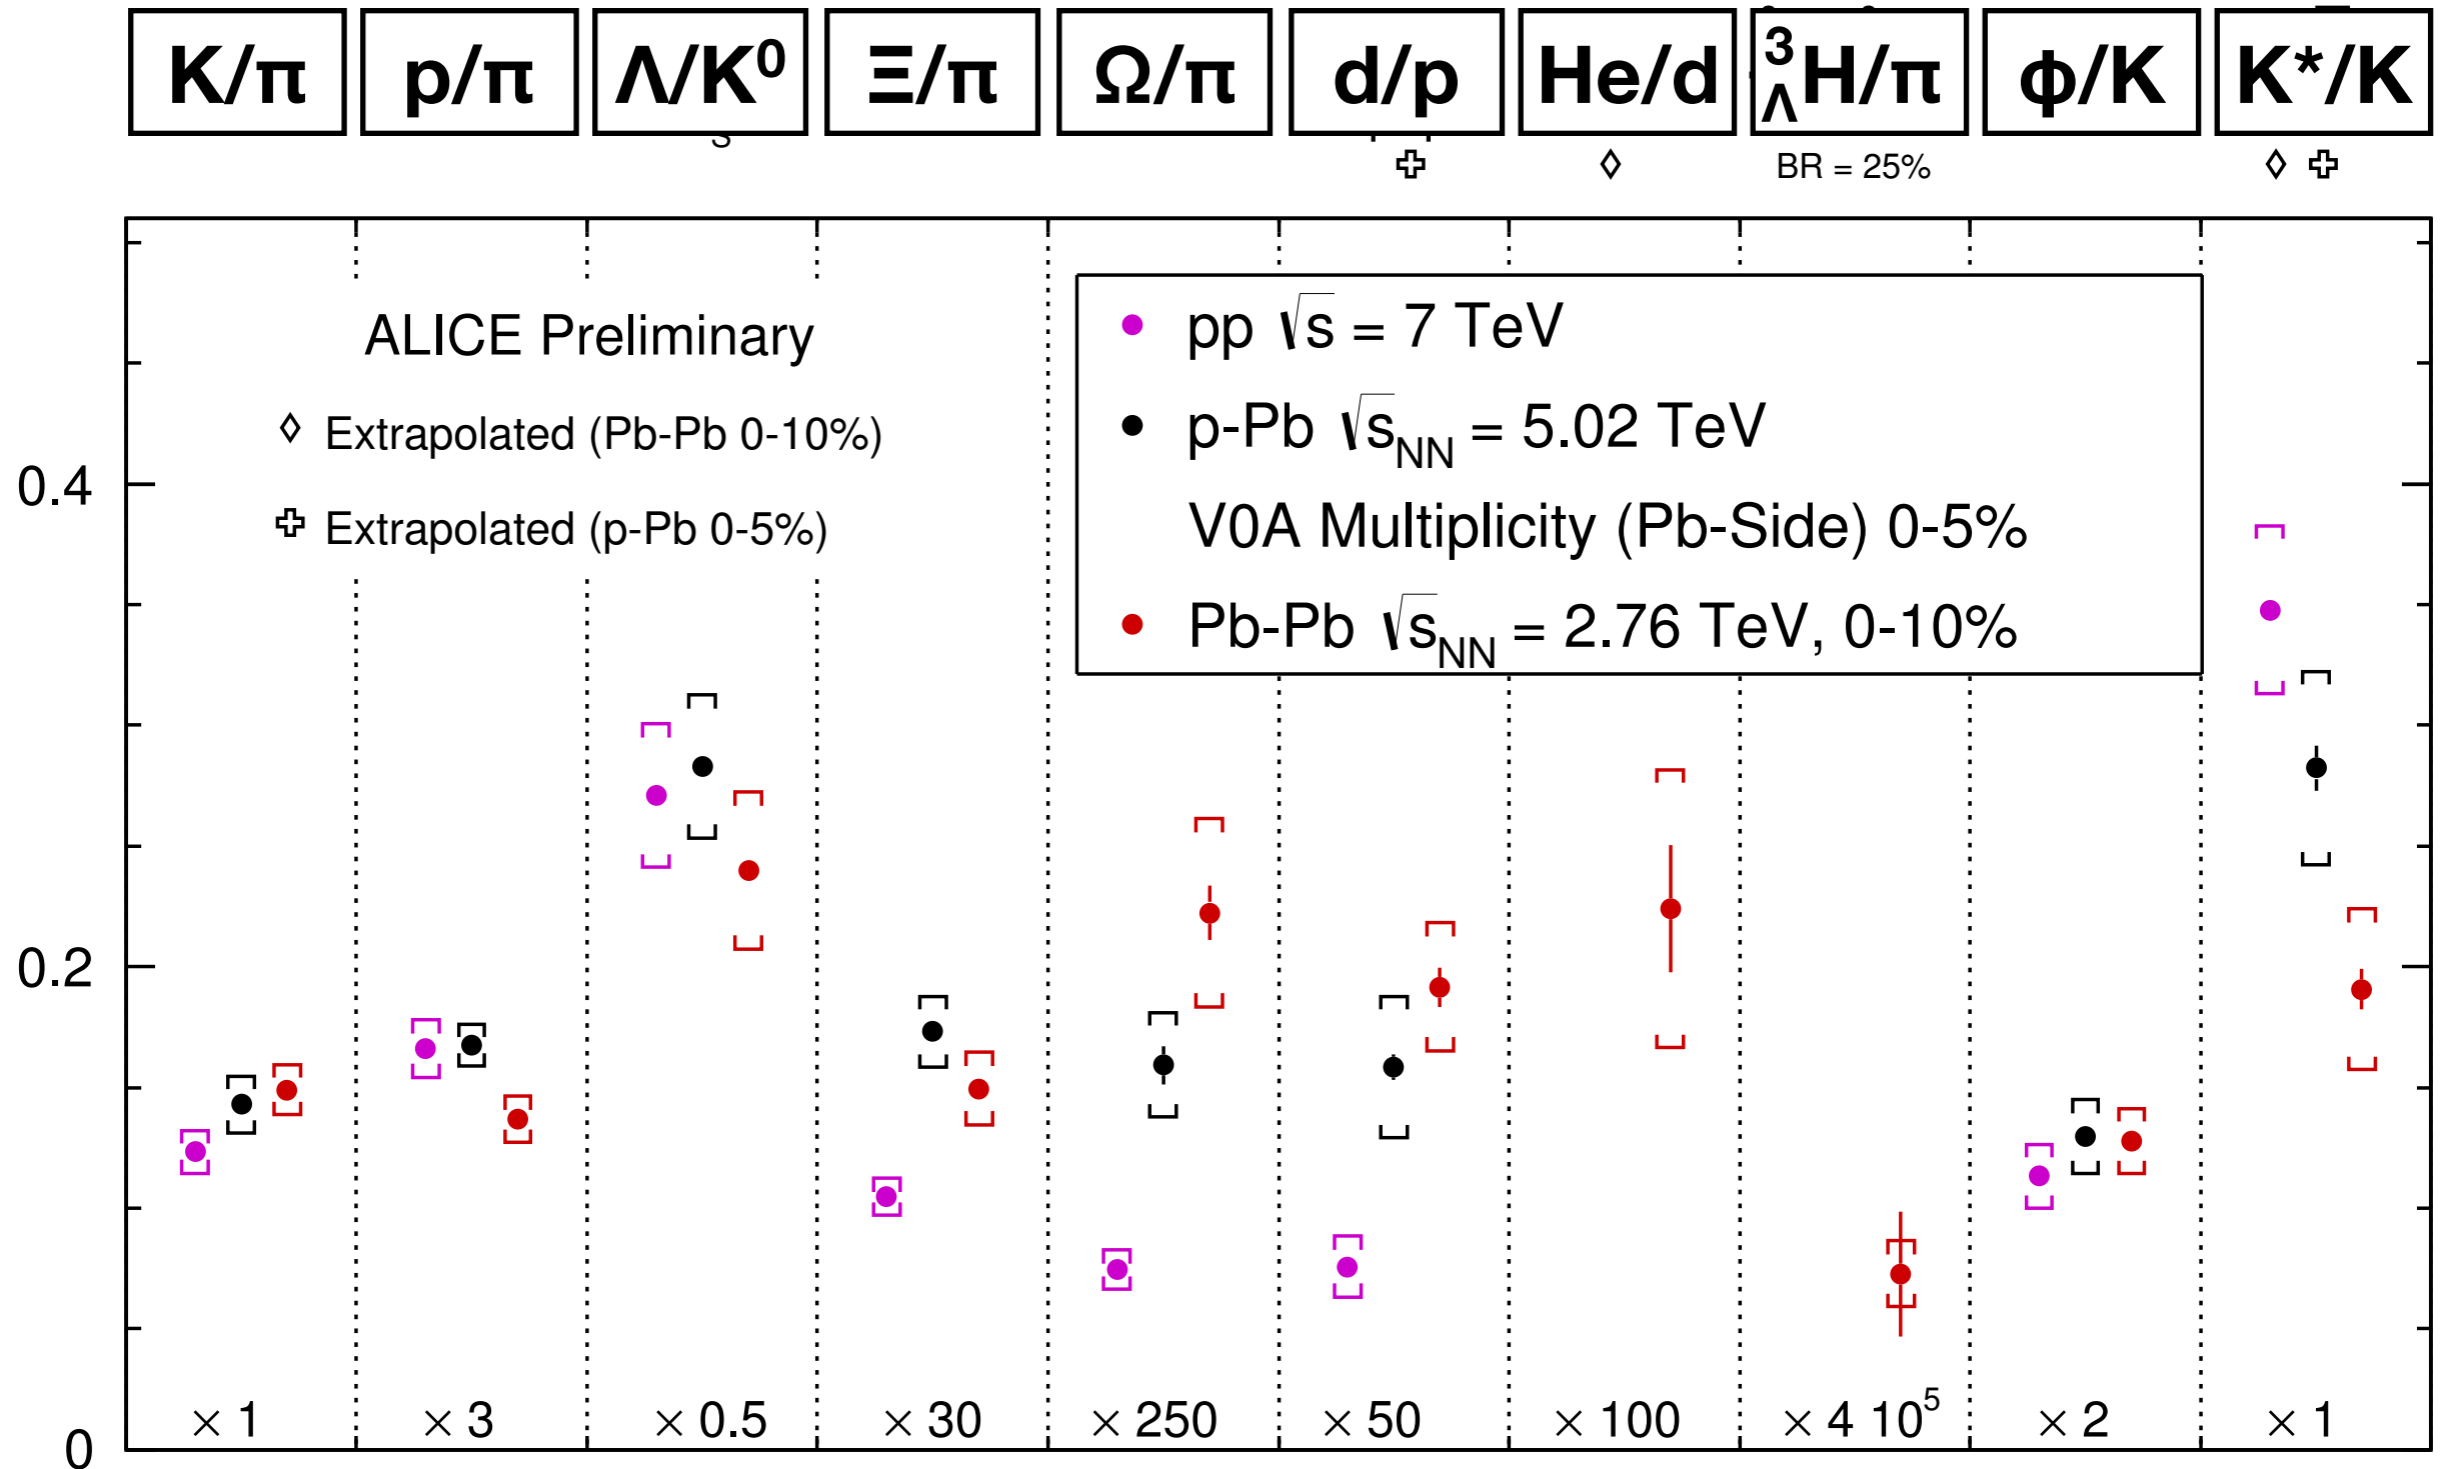 K/π p/π Λ/K⁰ Ξ/π Ω/π d/p He/d ³ΛH/π ϕ/K K*/K
s
BR = 25%
ALICE Preliminary
Extrapolated (Pb-Pb 0-10%)
Extrapolated (p-Pb 0-5%)
pp √s = 7 TeV
p-Pb √sNN = 5.02 TeV
V0A Multiplicity (Pb-Side) 0-5%
Pb-Pb √sNN = 2.76 TeV, 0-10%
0.4
0.2
0
× 1 × 3 × 0.5 × 30 × 250 × 50 × 100 × 4 10⁵ × 2 × 1